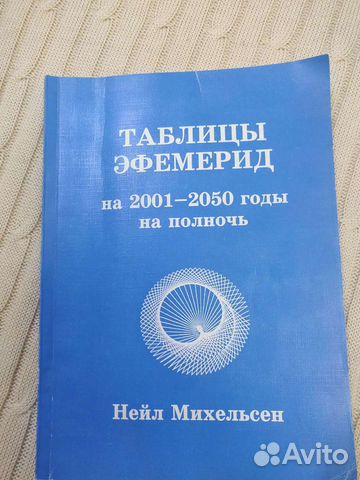 ТАБЛИЦЫ
ЭФЕМЕРИД
на 2001–2050 годы
на полночь
Нейл Михельсен
Avito